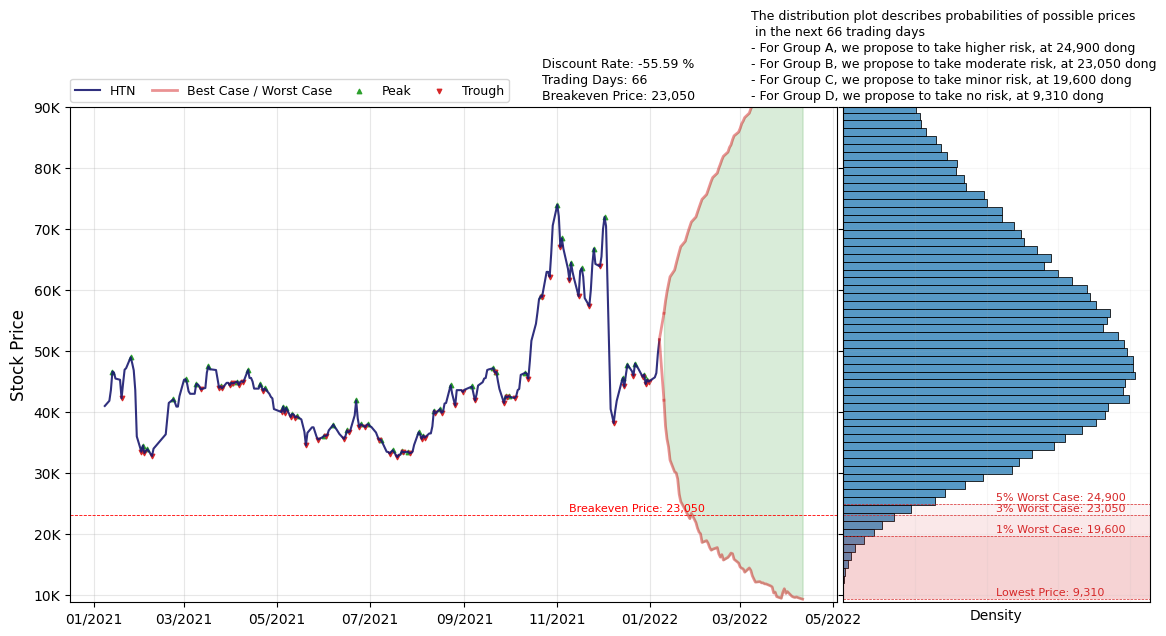 The distribution plot describes probabilities of possible prices
in the next 66 trading days
- For Group A, we propose to take higher risk, at 24,900 dong
- For Group B, we propose to take moderate risk, at 23,050 dong
- For Group C, we propose to take minor risk, at 19,600 dong
- For Group D, we propose to take no risk, at 9,310 dong
Discount Rate: -55.59 %
Trading Days: 66
Breakeven Price: 23,050
HTN
Best Case / Worst Case
Peak
Trough
Stock Price
90K
80K
70K
60K
50K
40K
30K
20K
10K
Breakeven Price: 23,050
5% Worst Case: 24,900
3% Worst Case: 23,050
1% Worst Case: 19,600
Lowest Price: 9,310
01/2021
03/2021
05/2021
07/2021
09/2021
11/2021
01/2022
03/2022
05/2022
Density